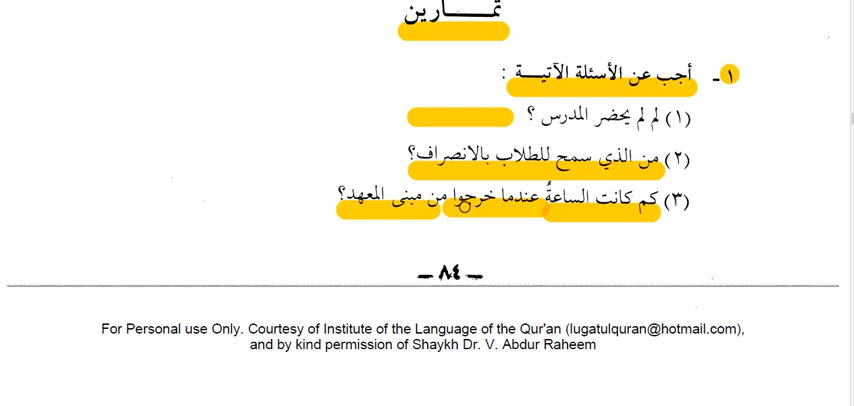 تمـــــارين
١ - أجب عن الأسئلة الآتيـــة :
(١) لم لم يحضر المدرس ؟
(٢) من الذي سمح للطلاب بالانصراف؟
(٣) كم كانت الساعةُ عندما خرجوا من مبنى المعهد؟
– ٨٤ –
For Personal use Only. Courtesy of Institute of the Language of the Qur'an (lugatulquran@hotmail.com),
and by kind permission of Shaykh Dr. V. Abdur Raheem